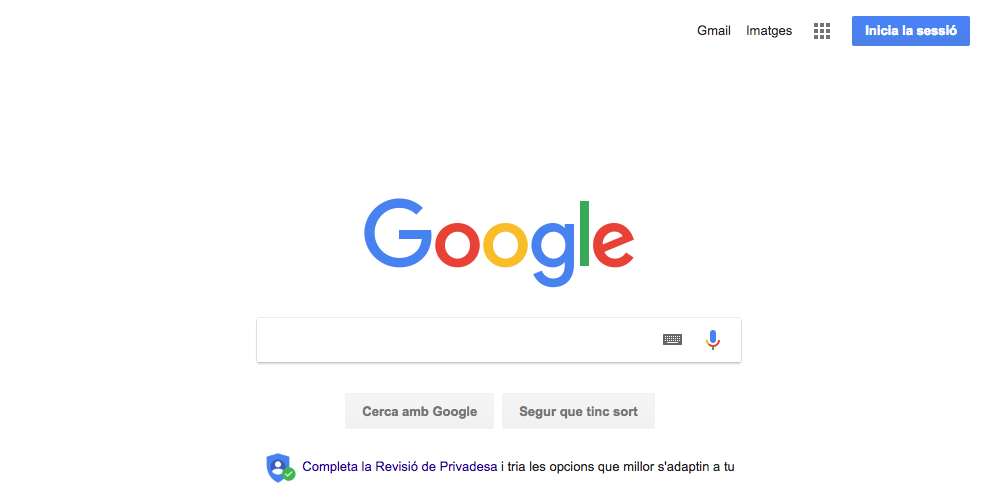 Gmail Imatges Inicia la sessió
Google
Cerca amb Google Segur que tinc sort
Completa la Revisió de Privadesa i tria les opcions que millor s'adaptin a tu